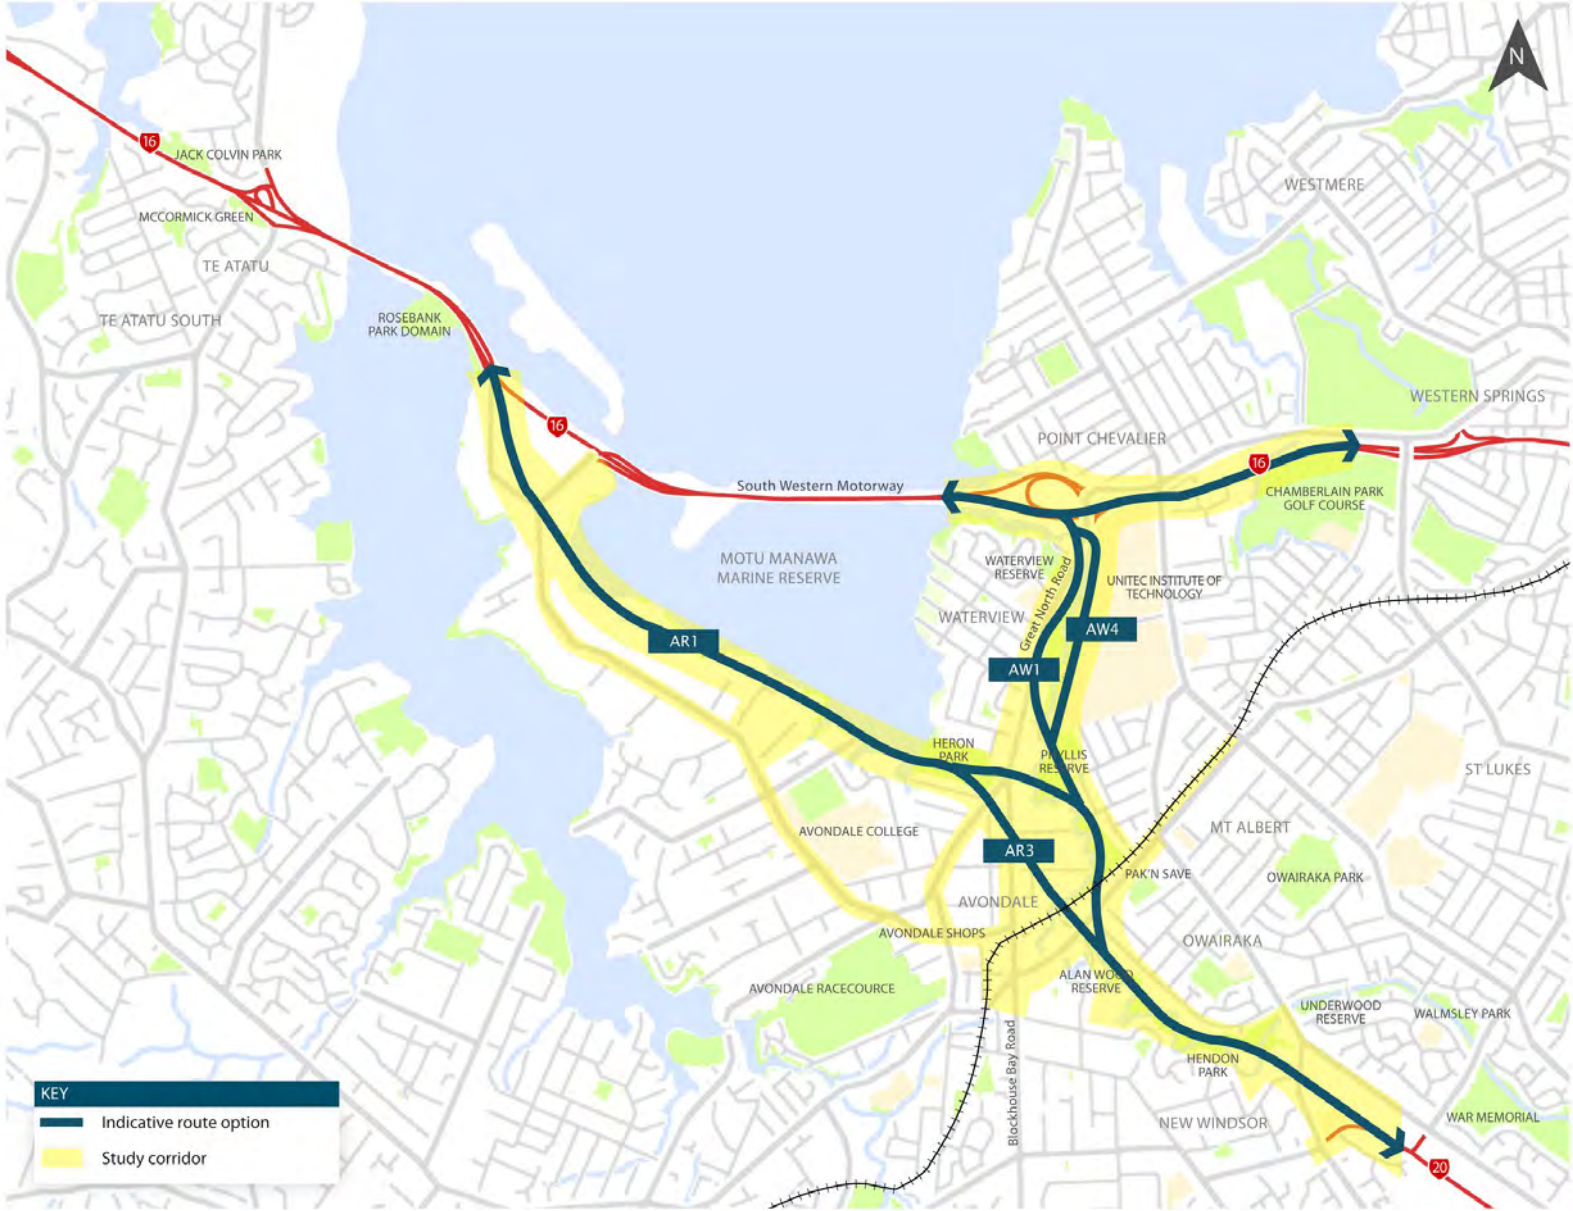 N
16
JACK COLVIN PARK
MCCORMICK GREEN
TE ATATU
TE ATATU SOUTH
ROSEBANK
PARK DOMAIN
WESTMERE
16
South Western Motorway
POINT CHEVALIER
WESTERN SPRINGS
16
CHAMBERLAIN PARK
GOLF COURSE
MOTU MANAWA
MARINE RESERVE
WATERVIEW
RESERVE
Great North Road
UNITEC INSTITUTE OF
TECHNOLOGY
WATERVIEW
AR1
AW4
AW1
HERON
PARK
PHYLLIS
RESERVE
ST LUKES
AVONDALE COLLEGE
MT ALBERT
AR3
PAK'N SAVE
OWAIRAKA PARK
AVONDALE
AVONDALE SHOPS
OWAIRAKA
AVONDALE RACECOURSE
ALAN WOOD
RESERVE
UNDERWOOD
RESERVE
WALMSLEY PARK
Blockhouse Bay Road
HENDON
PARK
NEW WINDSOR
WAR MEMORIAL
20
KEY
Indicative route option
Study corridor